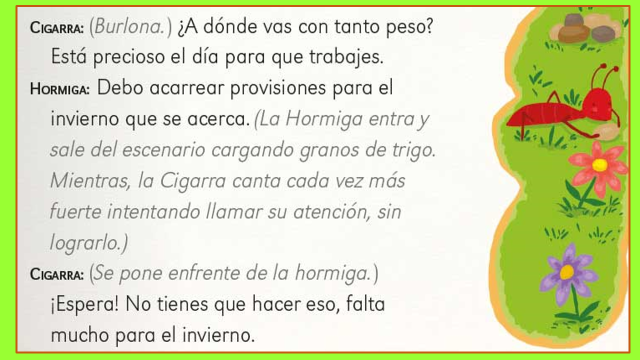 CIGARRA: (Burlona.) ¿A dónde vas con tanto peso?
Está precioso el día para que trabajes.
HORMIGA: Debo acarrear provisiones para el
invierno que se acerca. (La Hormiga entra y
sale del escenario cargando granos de trigo.
Mientras, la Cigarra canta cada vez más
fuerte intentando llamar su atención, sin
lograrlo.)
CIGARRA: (Se pone enfrente de la hormiga.)
¡Espera! No tienes que hacer eso, falta
mucho para el invierno.